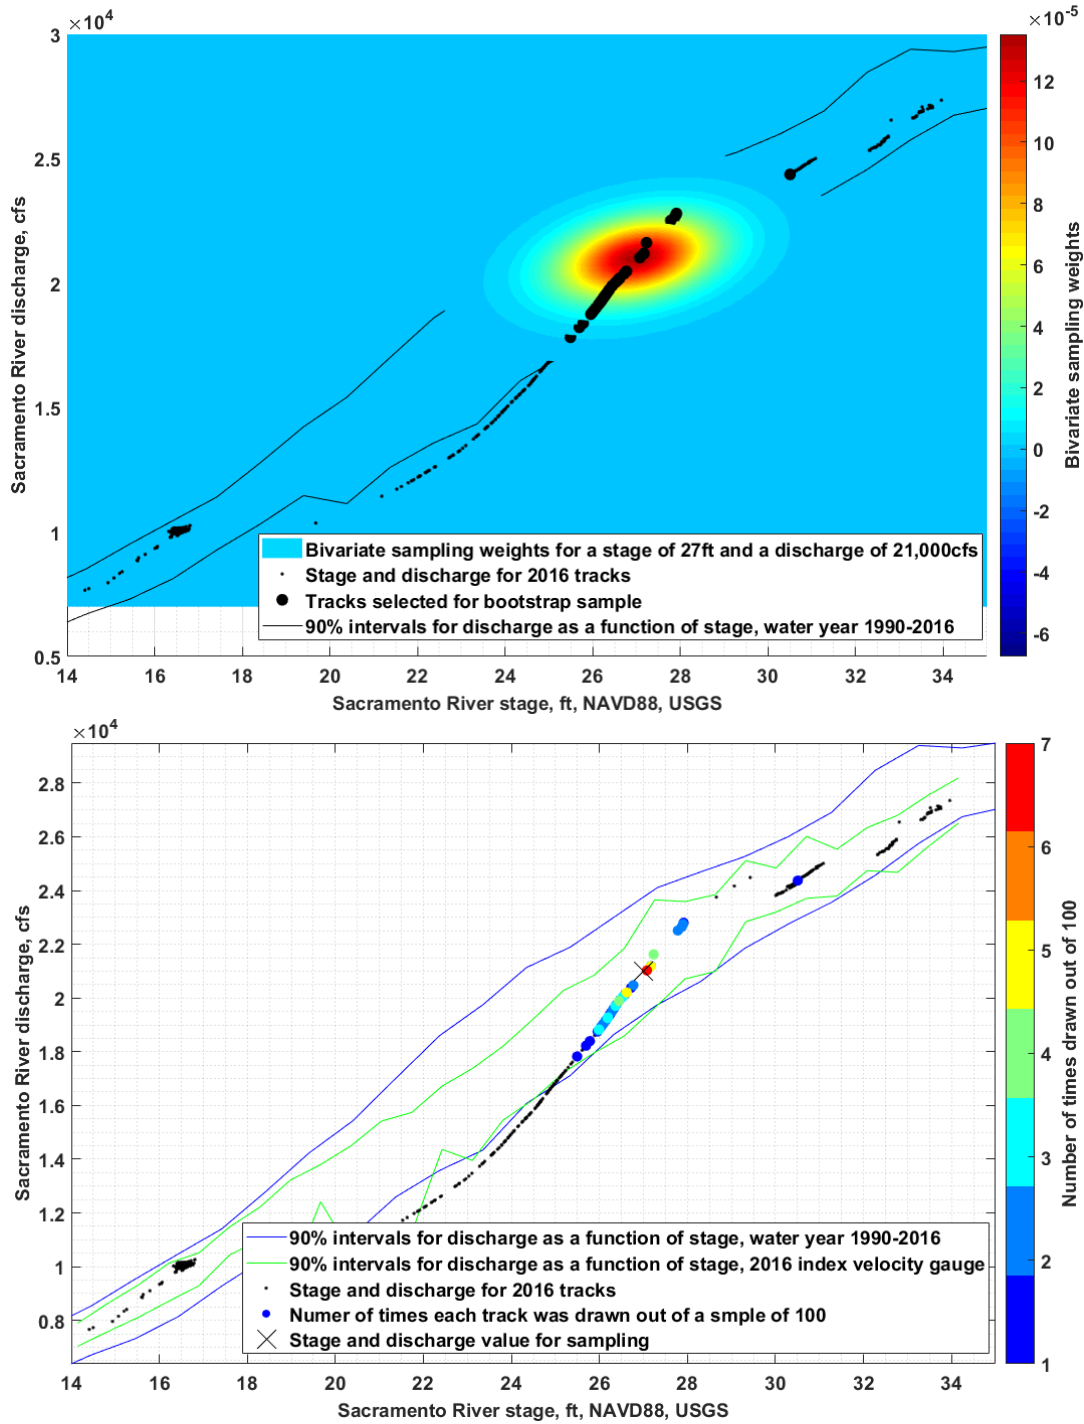 ×10⁴
×10⁻⁵
3
2.5
2
1.5
1
0.5
Sacramento River discharge, cfs
12
10
8
6
4
2
0
-2
-4
-6
Bivariate sampling weights
Bivariate sampling weights for a stage of 27ft and a discharge of 21,000cfs
Stage and discharge for 2016 tracks
Tracks selected for bootstrap sample
90% intervals for discharge as a function of stage, water year 1990-2016
14 16 18 20 22 24 26 28 30 32 34
Sacramento River stage, ft, NAVD88, USGS
×10⁴
2.8
2.6
2.4
2.2
2
1.8
1.6
1.4
1.2
1
0.8
Sacramento River discharge, cfs
7
6
5
4
3
2
1
Number of times drawn out of 100
90% intervals for discharge as a function of stage, water year 1990-2016
90% intervals for discharge as a function of stage, 2016 index velocity gauge
Stage and discharge for 2016 tracks
Numer of times each track was drawn out of a smple of 100
Stage and discharge value for sampling
14 16 18 20 22 24 26 28 30 32 34
Sacramento River stage, ft, NAVD88, USGS